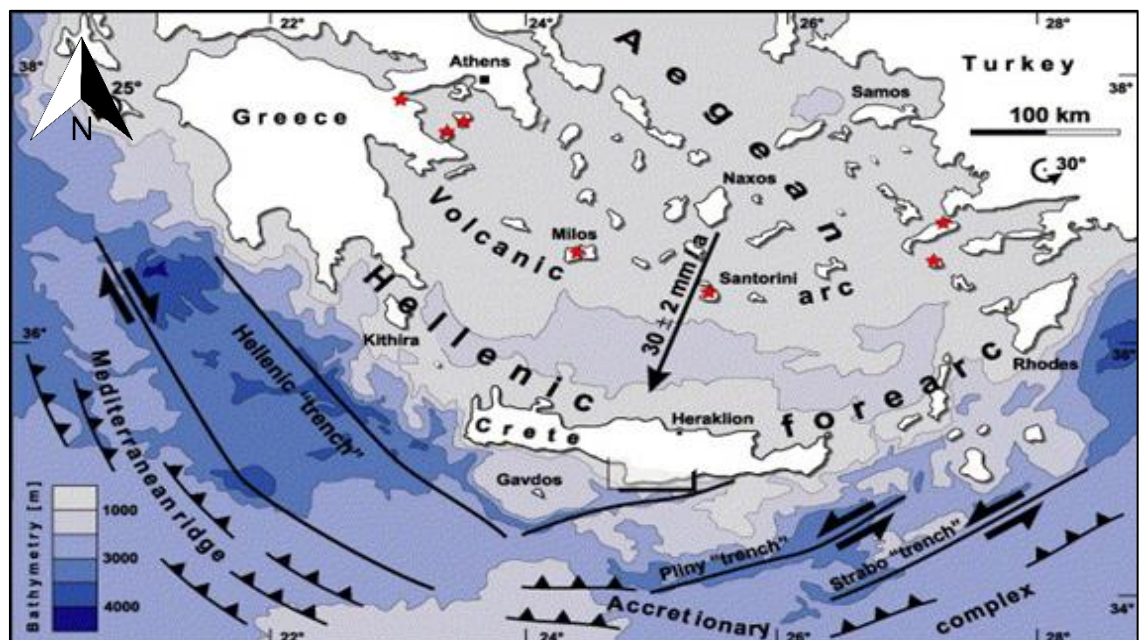 22°
24°
26°
28°
38°
25°
N
Athens
Greece
Aegean
Turkey
Samos
38°
100 km
30°
Naxos
Volcanic
arc
Milos
Santorini
30 ± 2 mm / a
Hellenic
forearc
Kithira
Rhodes
36°
36°
Hellenic "trench"
Mediterranean ridge
Crete
Heraklion
Gavdos
Pliny "trench"
Strabo "trench"
Accretionary
complex
Bathymetry [m]
1000
3000
4000
34°
22°
24°
26°
28°